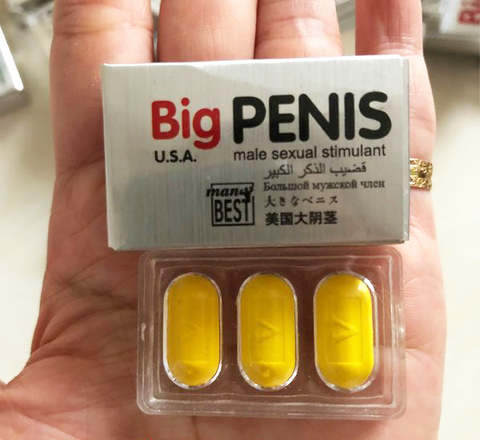 Big PENIS
U.S.A. male sexual stimulant
قضيب الذكر الكبير
Большой мужской член
大きなペニス
美国大阴茎
man's
BEST
V
V
V